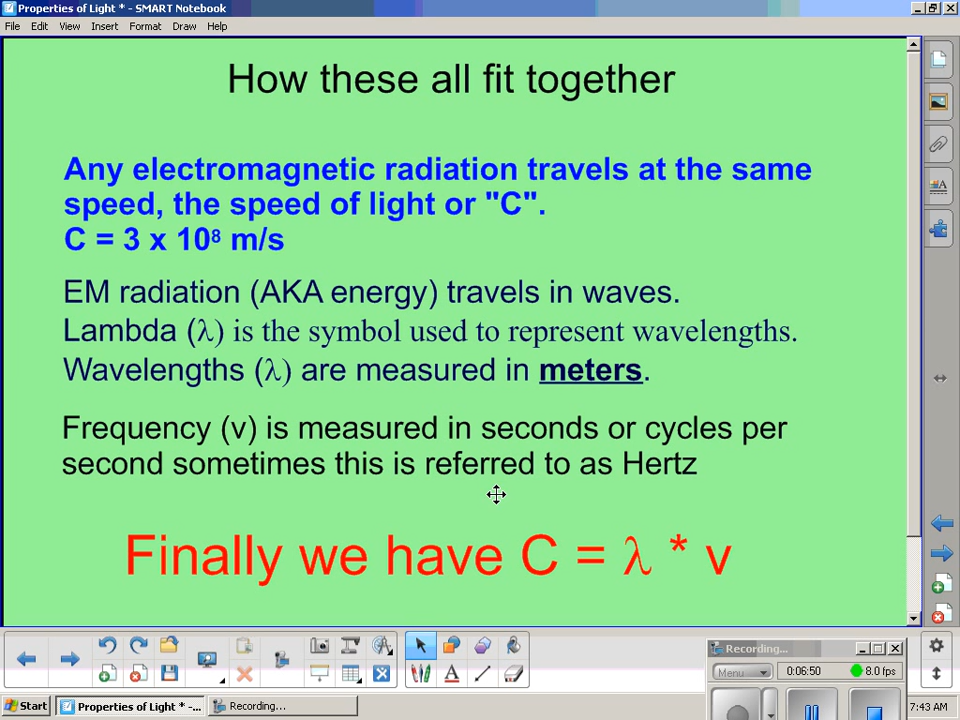 Properties of Light * - SMART Notebook
File Edit View Insert Format Draw Help
How these all fit together
Any electromagnetic radiation travels at the same
speed, the speed of light or "C".
C = 3 x 10⁸ m/s
EM radiation (AKA energy) travels in waves.
Lambda (λ) is the symbol used to represent wavelengths.
Wavelengths (λ) are measured in meters.
Frequency (v) is measured in seconds or cycles per
second sometimes this is referred to as Hertz
Finally we have C = λ * v
Recording...
Menu 0:06:50 8.0 fps
Start Properties of Light * -... Recording... 7:43 AM